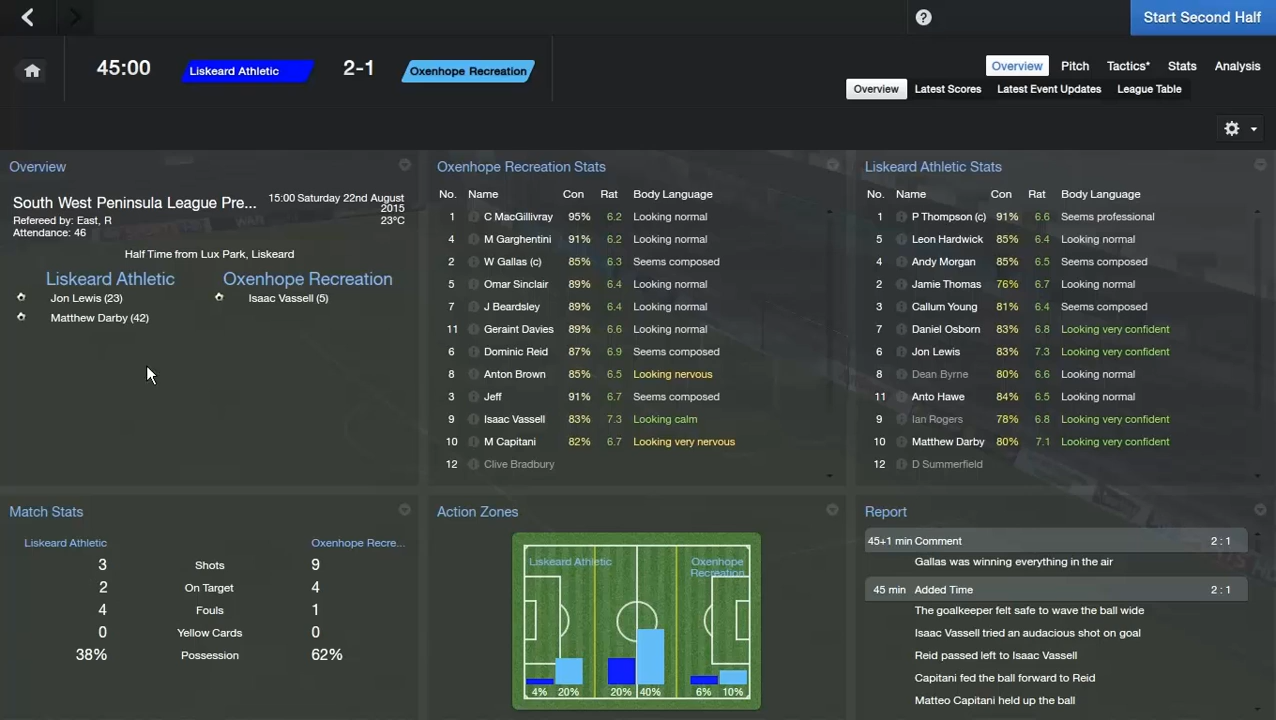 Start Second Half
45:00 Liskeard Athletic 2-1 Oxenhope Recreation
Overview Pitch Tactics* Stats Analysis
Overview Latest Scores Latest Event Updates League Table
Overview
South West Peninsula League Pre...
15:00 Saturday 22nd August
2015
Refereed by: East, R
23°C
Attendance: 46
Half Time from Lux Park, Liskeard
Liskeard Athletic Oxenhope Recreation
Jon Lewis (23) Isaac Vassell (5)
Matthew Darby (42)
Oxenhope Recreation Stats
No. Name Con Rat Body Language
1 C MacGillivray 95% 6.2 Looking normal
4 M Garghentini 91% 6.2 Looking normal
2 W Gallas (c) 85% 6.3 Seems composed
5 Omar Sinclair 89% 6.4 Looking normal
7 J Beardsley 89% 6.4 Looking normal
11 Geraint Davies 89% 6.6 Looking normal
6 Dominic Reid 87% 6.9 Seems composed
8 Anton Brown 85% 6.5 Looking nervous
3 Jeff 91% 6.7 Seems composed
9 Isaac Vassell 83% 7.3 Looking calm
10 M Capitani 82% 6.7 Looking very nervous
12 Clive Bradbury
Liskeard Athletic Stats
No. Name Con Rat Body Language
1 P Thompson (c) 91% 6.6 Seems professional
5 Leon Hardwick 85% 6.4 Looking normal
4 Andy Morgan 85% 6.5 Seems composed
2 Jamie Thomas 76% 6.7 Looking normal
3 Callum Young 81% 6.4 Seems composed
7 Daniel Osborn 83% 6.8 Looking very confident
6 Jon Lewis 83% 7.3 Looking very confident
8 Dean Byrne 80% 6.6 Looking normal
11 Anto Hawe 84% 6.5 Looking normal
9 Ian Rogers 78% 6.8 Looking very confident
10 Matthew Darby 80% 7.1 Looking very confident
12 D Summerfield
Match Stats
Liskeard Athletic Oxenhope Recre...
3 Shots 9
2 On Target 4
4 Fouls 1
0 Yellow Cards 0
38% Possession 62%
Action Zones
Liskeard Athletic Oxenhope
Recreation
4% 20% 20% 40% 6% 10%
Report
45+1 min Comment 2 : 1
Gallas was winning everything in the air
45 min Added Time 2 : 1
The goalkeeper felt safe to wave the ball wide
Isaac Vassell tried an audacious shot on goal
Reid passed left to Isaac Vassell
Capitani fed the ball forward to Reid
Matteo Capitani held up the ball